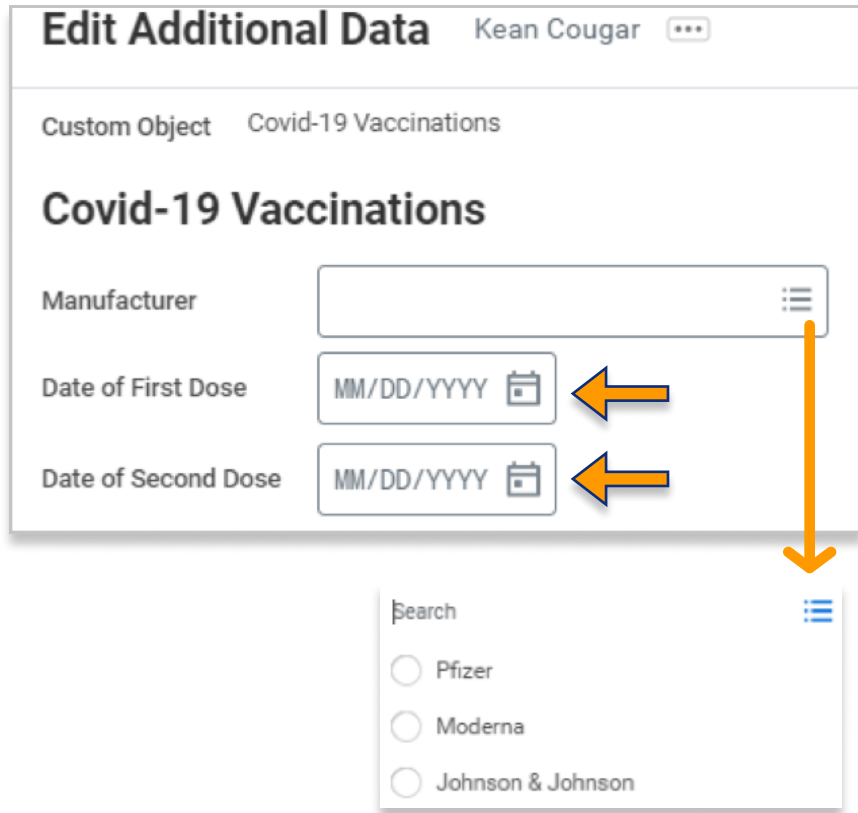 Edit Additional Data Kean Cougar
Custom Object Covid-19 Vaccinations
Covid-19 Vaccinations
Manufacturer
Date of First Dose MM/DD/YYYY
Date of Second Dose MM/DD/YYYY
Search
Pfizer
Moderna
Johnson & Johnson